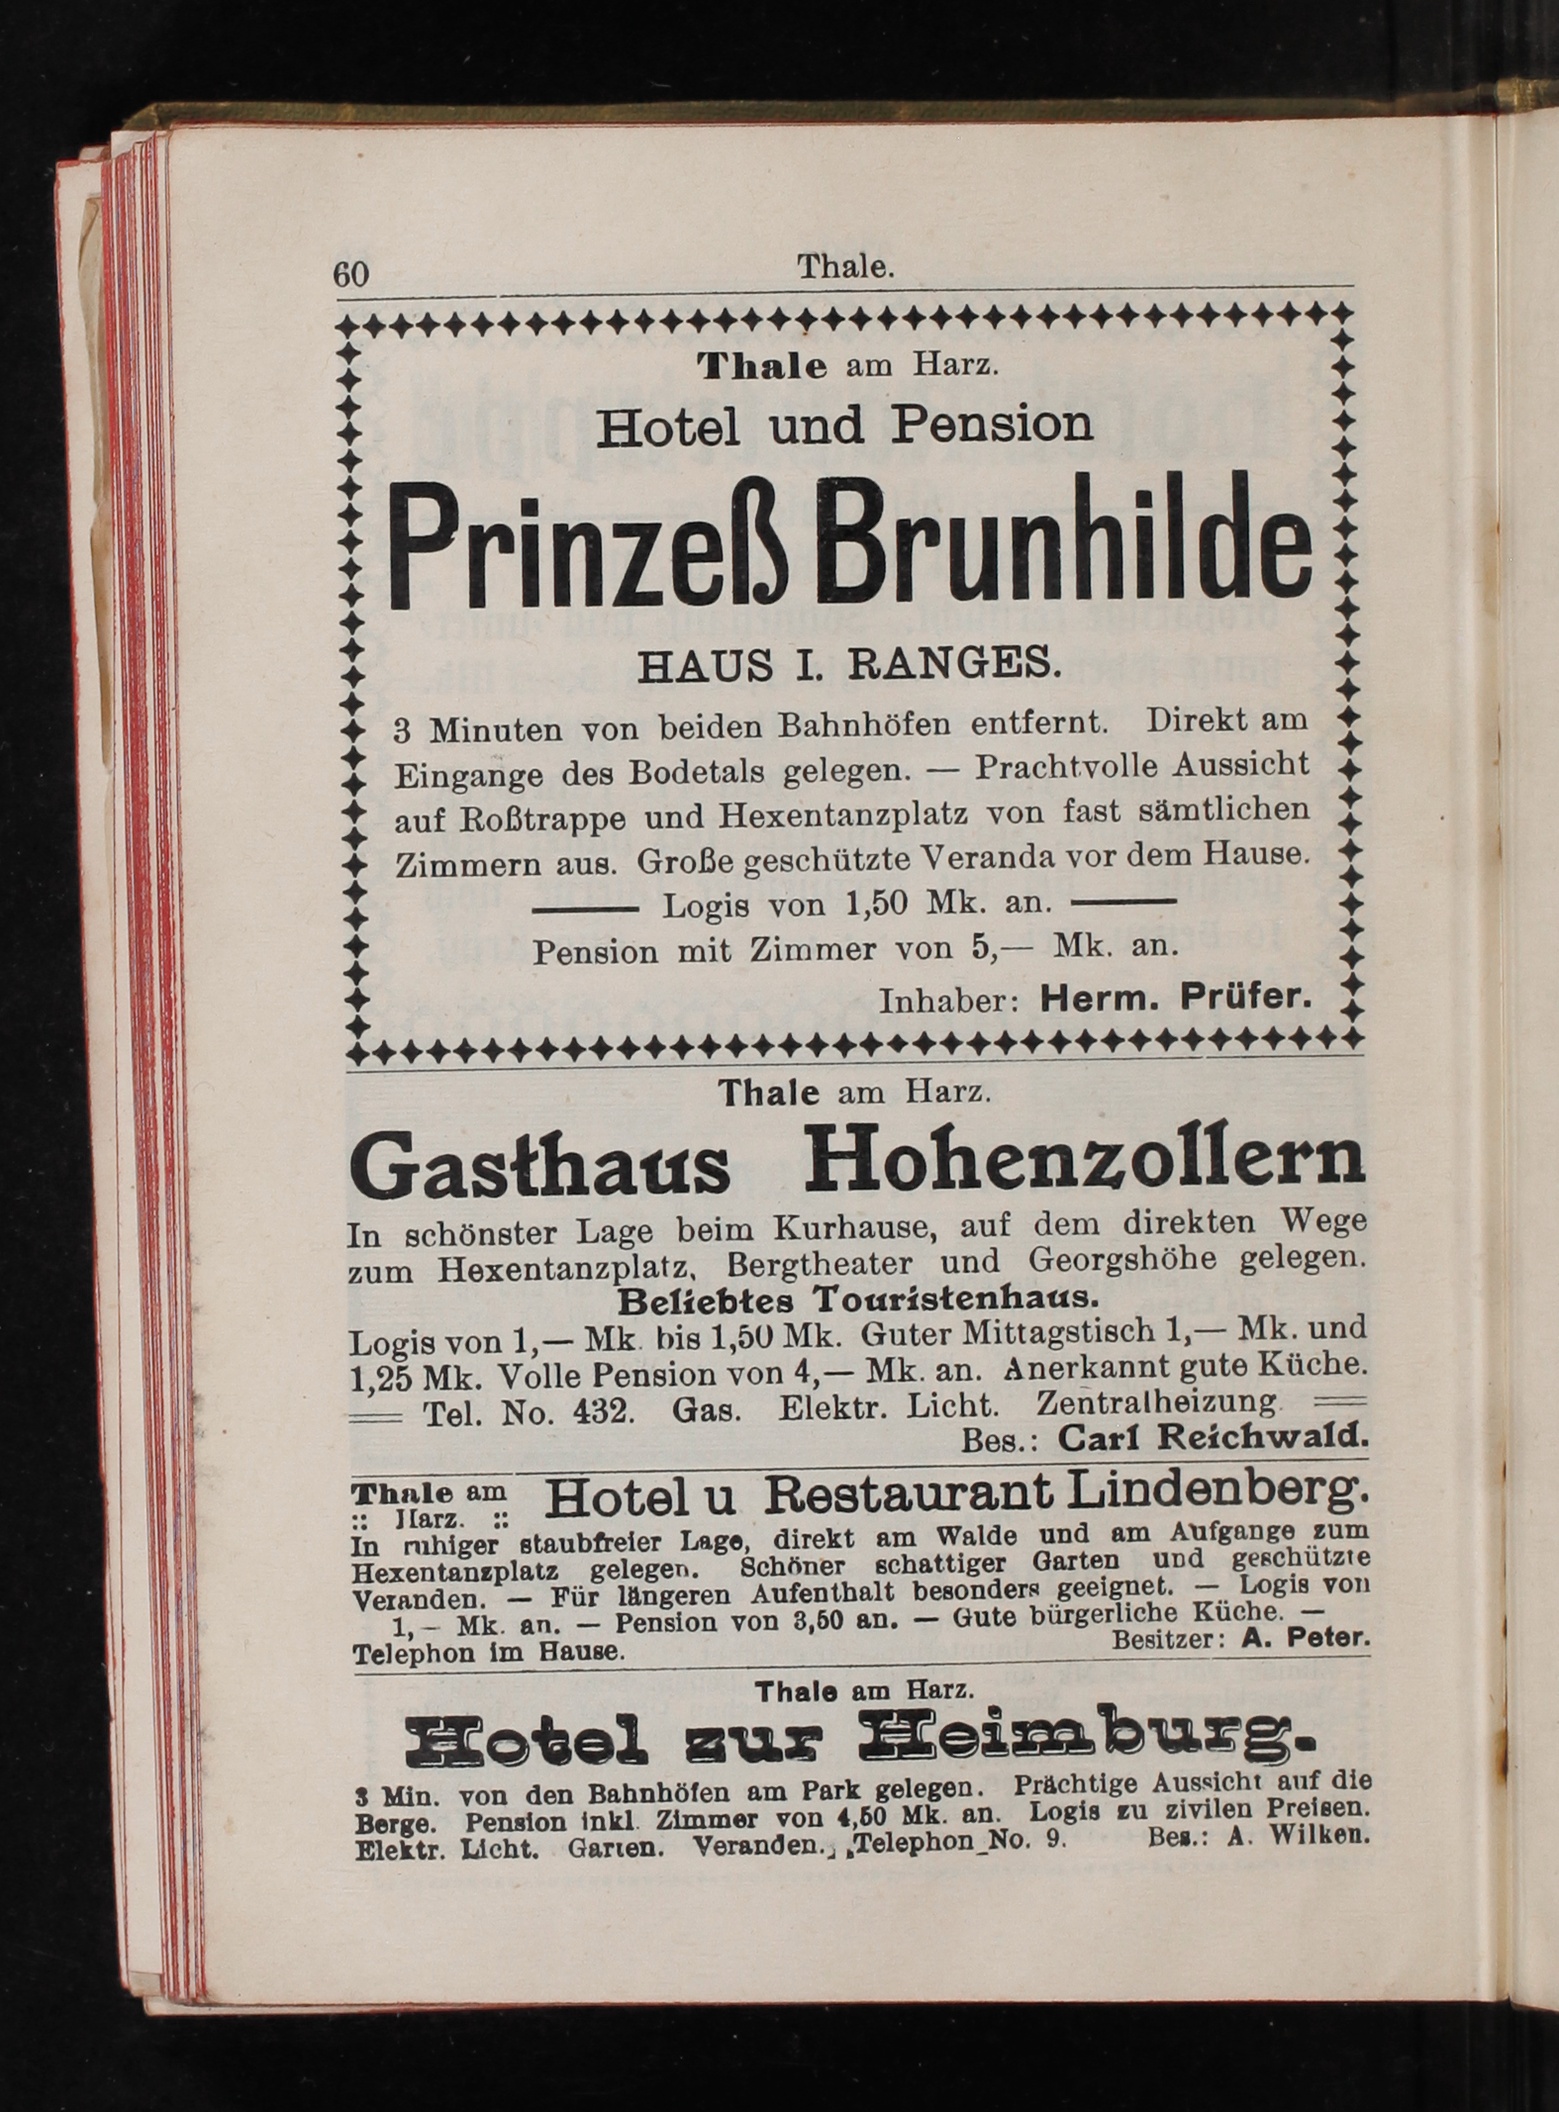 60
Thale.
Thale am Harz.
Hotel und Pension
Prinzeß Brunhilde
HAUS I. RANGES.
3 Minuten von beiden Bahnhöfen entfernt. Direkt am
Eingange des Bodetals gelegen. — Prachtvolle Aussicht
auf Roßtrappe und Hexentanzplatz von fast sämtlichen
Zimmern aus. Große geschützte Veranda vor dem Hause.
Logis von 1,50 Mk. an.
Pension mit Zimmer von 5,— Mk. an.
Inhaber: Herm. Prüfer.
Thale am Harz.
Gasthaus Hohenzollern
In schönster Lage beim Kurhause, auf dem direkten Wege
zum Hexentanzplatz, Bergtheater und Georgshöhe gelegen.
Beliebtes Touristenhaus.
Logis von 1,— Mk. bis 1,50 Mk. Guter Mittagstisch 1,— Mk. und
1,25 Mk. Volle Pension von 4,— Mk. an. Anerkannt gute Küche.
Tel. No. 432. Gas. Elektr. Licht. Zentralheizung.
Bes.: Carl Reichwald.
Thale am
:: Harz. ::
Hotel u Restaurant Lindenberg.
In ruhiger staubfreier Lage, direkt am Walde und am Aufgange zum
Hexentanzplatz gelegen. Schöner schattiger Garten und geschützte
Veranden. — Für längeren Aufenthalt besonders geeignet. — Logis von
1,— Mk. an. — Pension von 3,50 an. — Gute bürgerliche Küche. —
Telephon im Hause. Besitzer: A. Peter.
Thale am Harz.
Hotel zur Heimburg.
3 Min. von den Bahnhöfen am Park gelegen. Prächtige Aussicht auf die
Berge. Pension inkl. Zimmer von 4,50 Mk. an. Logis zu zivilen Preisen.
Elektr. Licht. Garten. Veranden. Telephon No. 9. Bes.: A. Wilken.